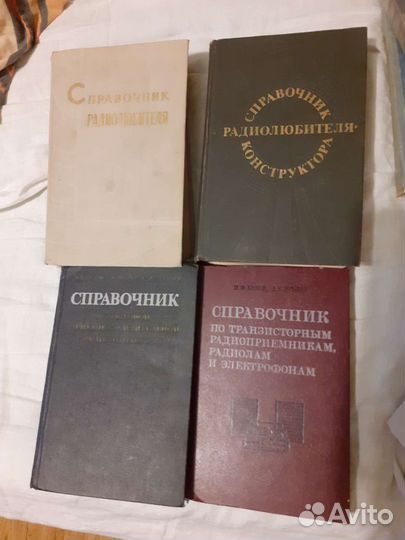 СПРАВОЧНИК
РАДИОЛЮБИТЕЛЯ
СПРАВОЧНИК
РАДИОЛЮБИТЕЛЯ·
КОНСТРУКТОРА
СПРАВОЧНИК
СПРАВОЧНИК
ПО ТРАНЗИСТОРНЫМ
РАДИОПРИЕМНИКАМ,
РАДИОЛАМ
И ЭЛЕКТРОФОНАМ
Avito